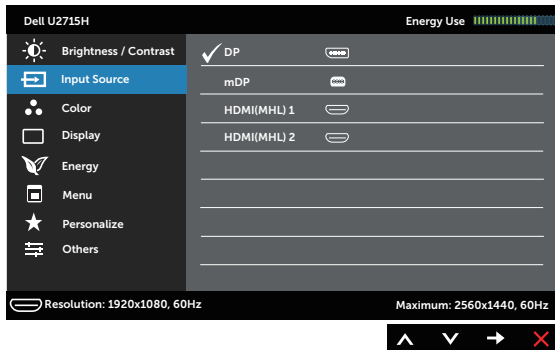 Dell U2715H
Energy Use
Brightness / Contrast
Input Source
Color
Display
Energy
Menu
Personalize
Others
DP
mDP
HDMI(MHL) 1
HDMI(MHL) 2
Resolution: 1920x1080, 60Hz
Maximum: 2560x1440, 60Hz